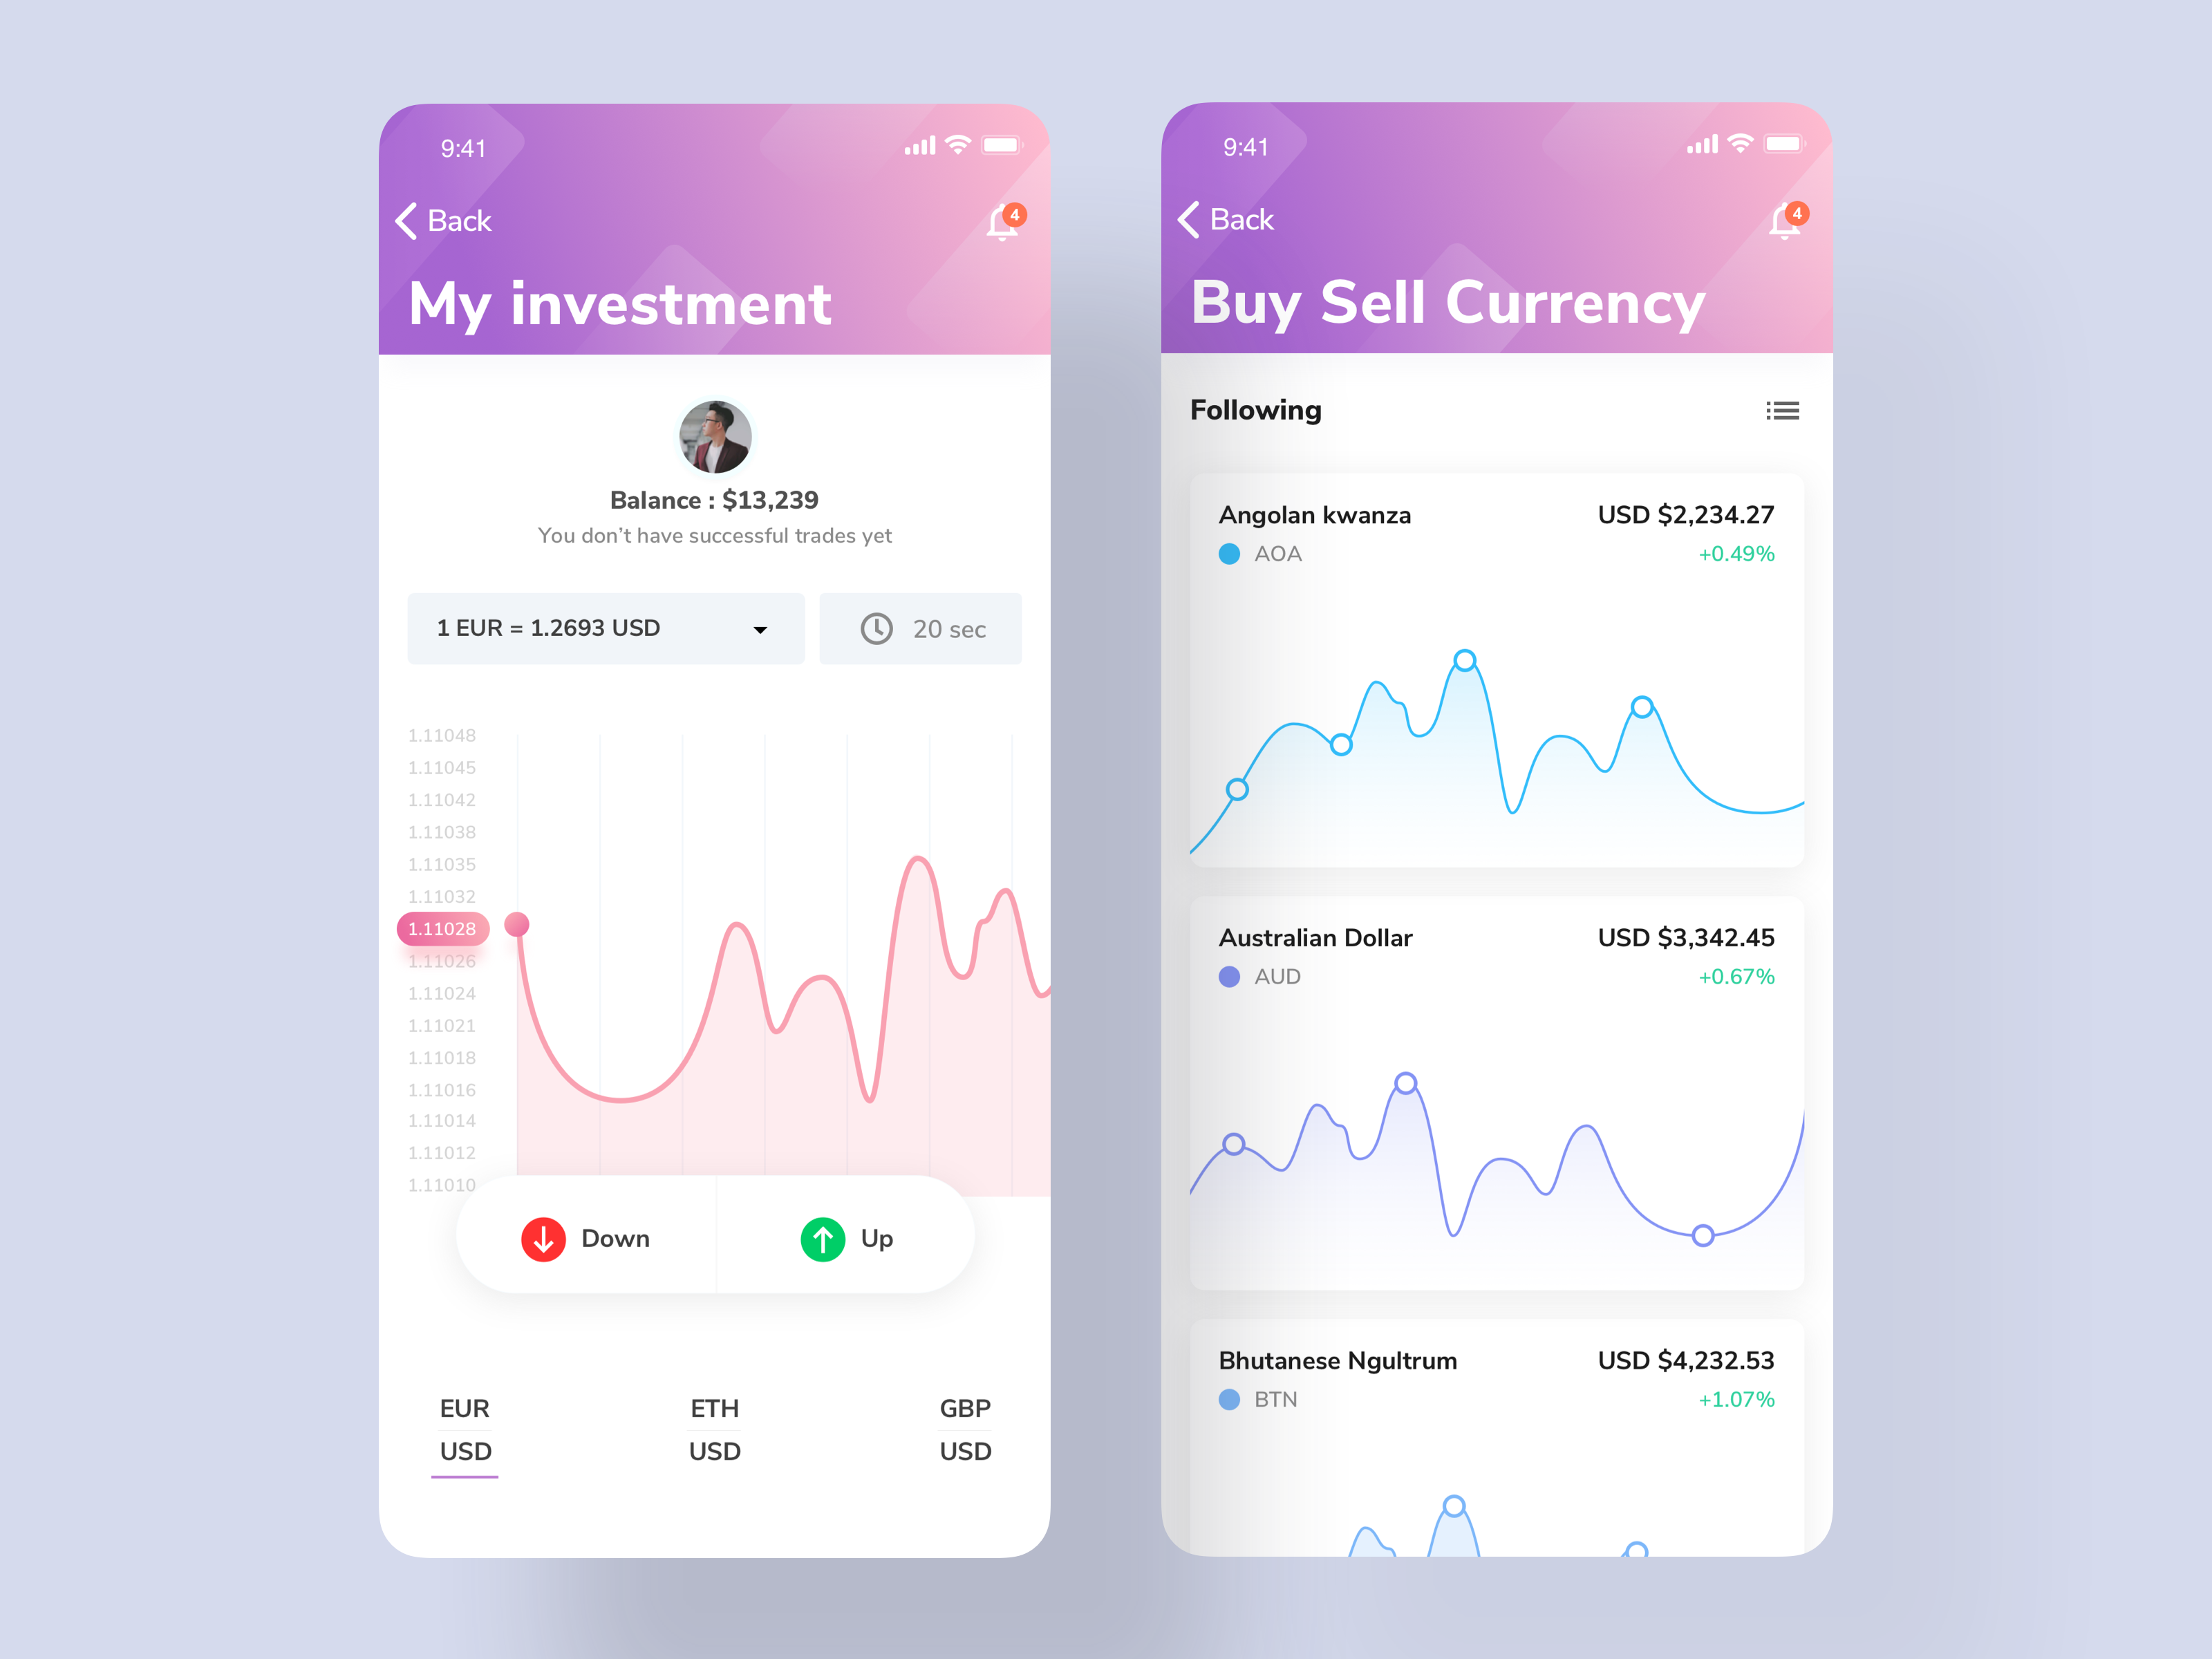 9:41
Back
4
My investment
Balance : $13,239
You don’t have successful trades yet
1 EUR = 1.2693 USD
20 sec
1.11048
1.11045
1.11042
1.11038
1.11035
1.11032
1.11028
1.11026
1.11024
1.11021
1.11018
1.11016
1.11014
1.11012
1.11010
Down
Up
EUR
USD
ETH
USD
GBP
USD
9:41
Back
4
Buy Sell Currency
Following
Angolan kwanza
USD $2,234.27
AOA
+0.49%
Australian Dollar
USD $3,342.45
AUD
+0.67%
Bhutanese Ngultrum
USD $4,232.53
BTN
+1.07%